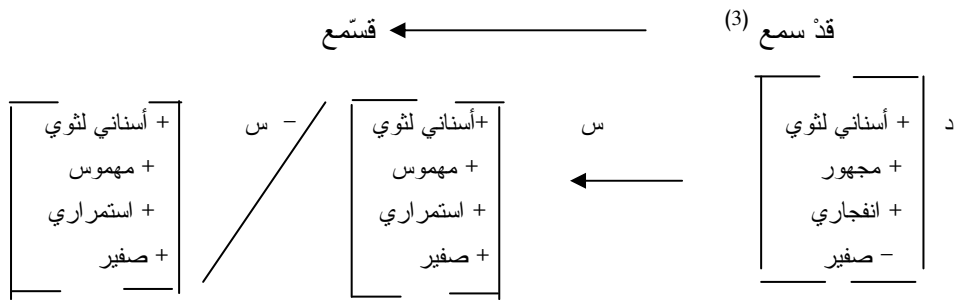 قدْ سمع (3) قسّمع
د + أسناني لثوي س +أسناني لثوي – س + أسناني لثوي
+ مجهور + مهموس + مهموس
+ انفجاري + استمراري + استمراري
– صفير + صفير + صفير